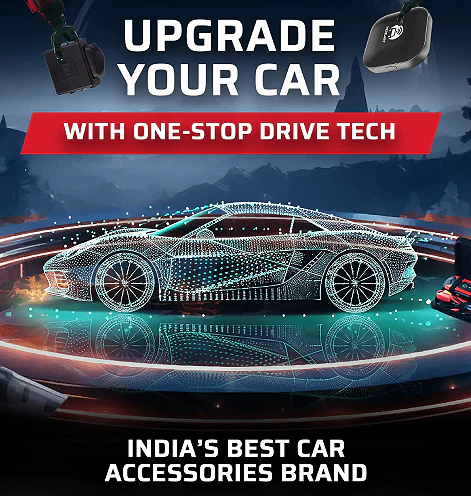 UPGRADE
YOUR CAR
WITH ONE-STOP DRIVE TECH
INDIA'S BEST CAR
ACCESSORIES BRAND